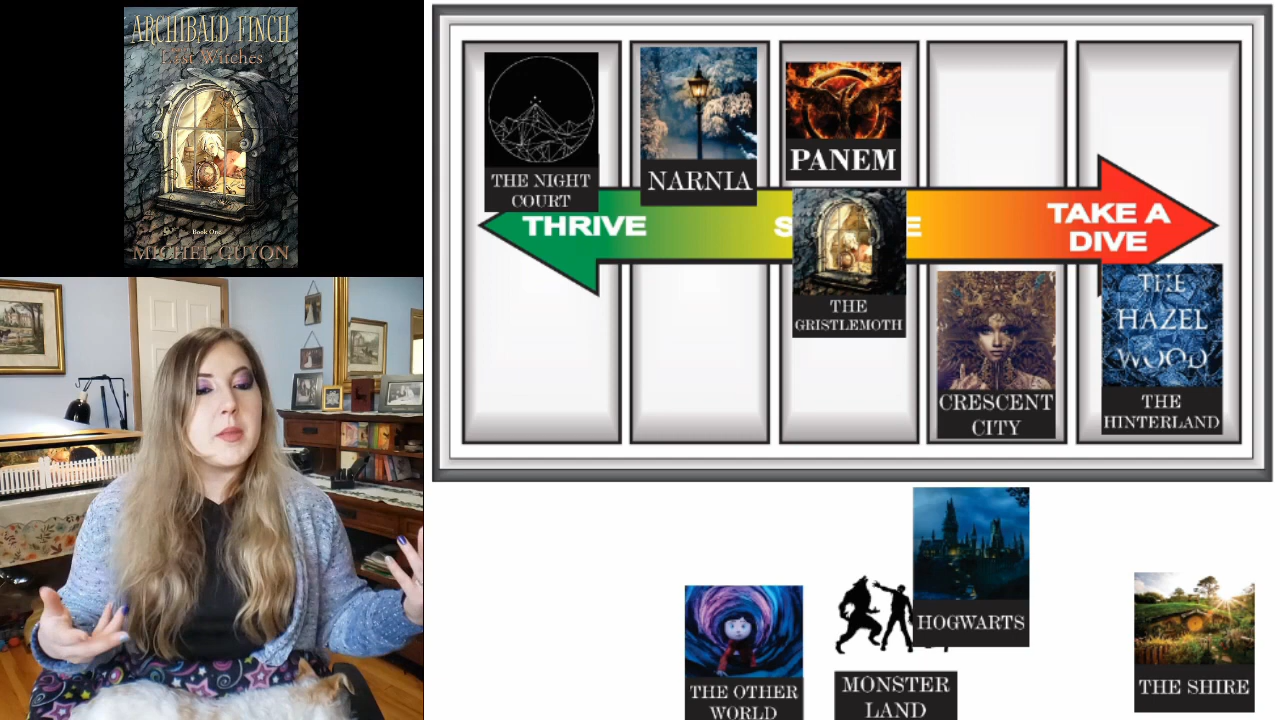 ARCHIBALD FINCH
Last Witches
Book One
MICHEL GUYON
THE NIGHT
COURT
NARNIA
PANEM
THRIVE
TAKE A
DIVE
THE
GRISTLEMOTH
CRESCENT
CITY
THE
HAZEL
WOOD
THE
HINTERLAND
HOGWARTS
THE OTHER
WORLD
MONSTER
LAND
THE SHIRE